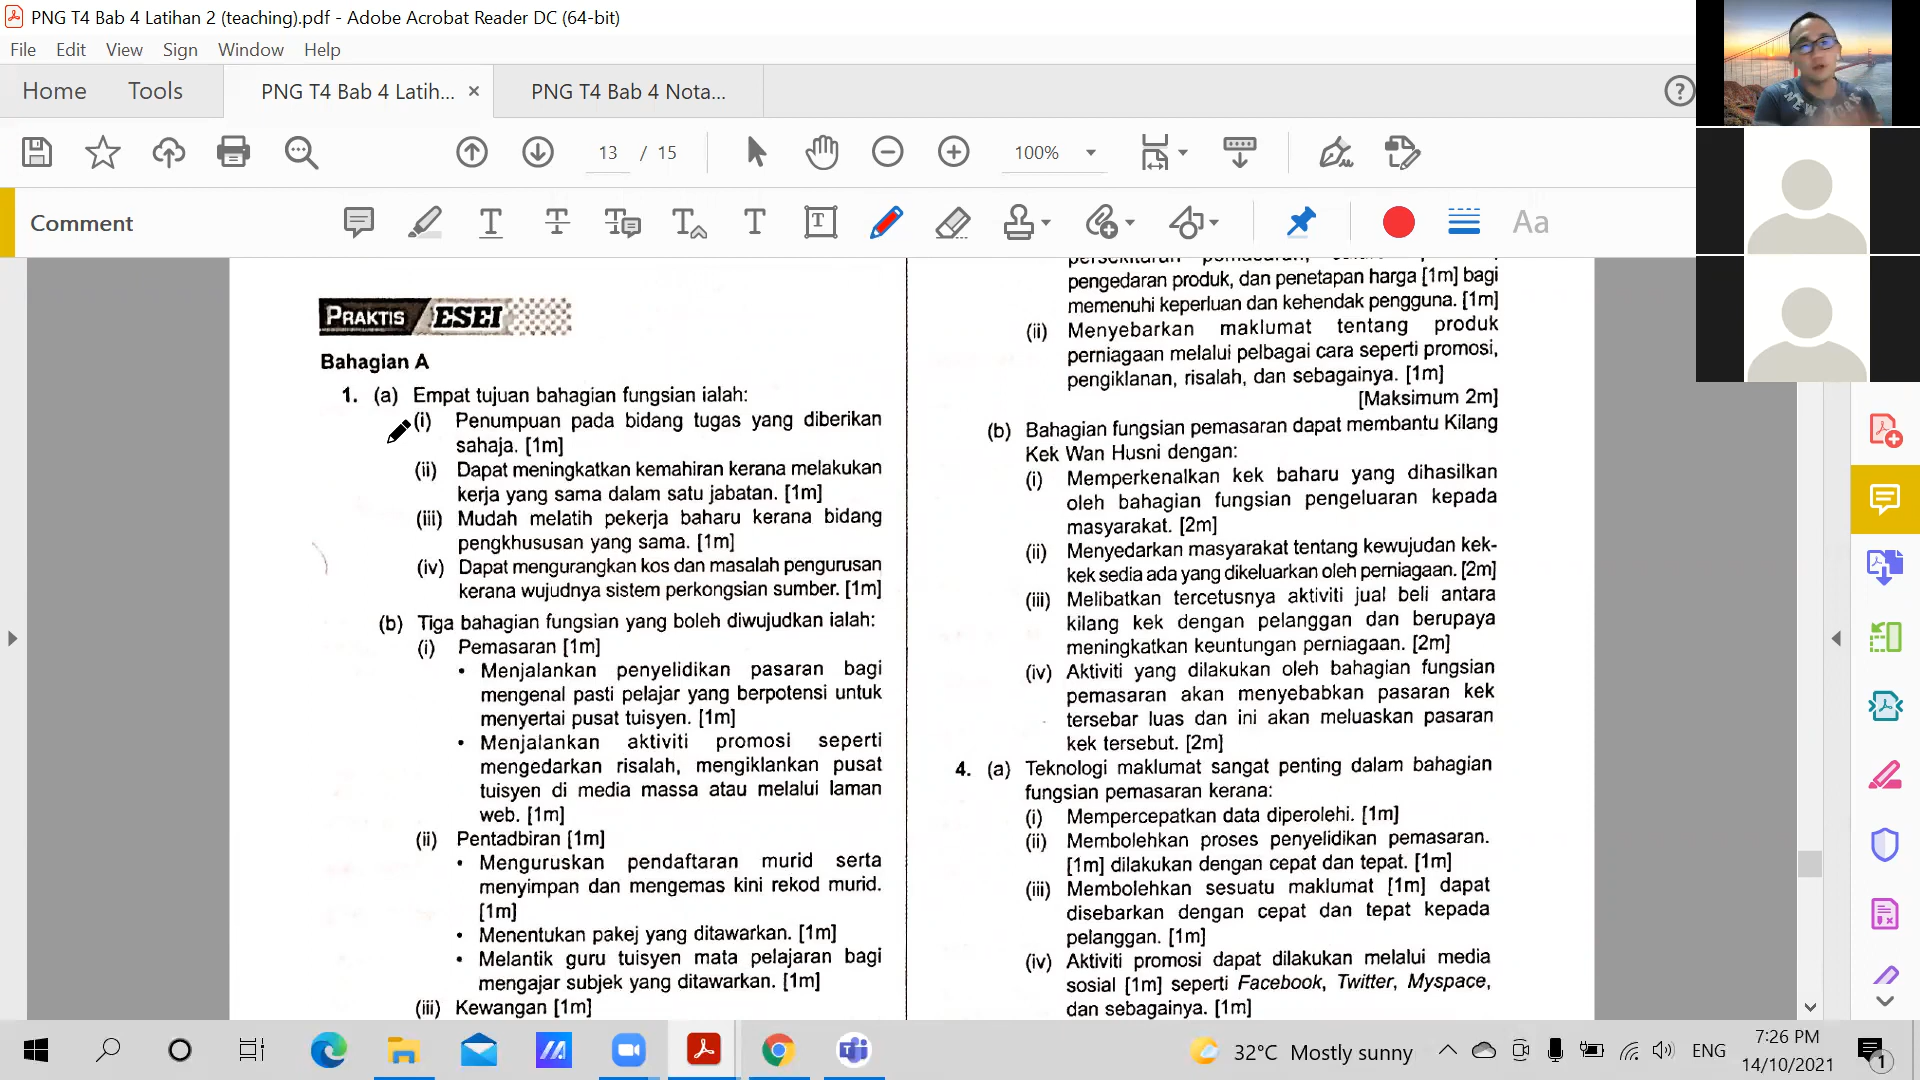 PNG T4 Bab 4 Latihan 2 (teaching).pdf - Adobe Acrobat Reader DC (64-bit)
File Edit View Sign Window Help
Home Tools PNG T4 Bab 4 Latih... × PNG T4 Bab 4 Nota...
13 / 15 100%
Comment
PRAKTIS ESEI
Bahagian A
1. (a) Empat tujuan bahagian fungsian ialah:
(i) Penumpuan pada bidang tugas yang diberikan
sahaja. [1m]
(ii) Dapat meningkatkan kemahiran kerana melakukan
kerja yang sama dalam satu jabatan. [1m]
(iii) Mudah melatih pekerja baharu kerana bidang
pengkhususan yang sama. [1m]
(iv) Dapat mengurangkan kos dan masalah pengurusan
kerana wujudnya sistem perkongsian sumber. [1m]
(b) Tiga bahagian fungsian yang boleh diwujudkan ialah:
(i) Pemasaran [1m]
• Menjalankan penyelidikan pasaran bagi
mengenal pasti pelajar yang berpotensi untuk
menyertai pusat tuisyen. [1m]
• Menjalankan aktiviti promosi seperti
mengedarkan risalah, mengiklankan pusat
tuisyen di media massa atau melalui laman
web. [1m]
(ii) Pentadbiran [1m]
• Menguruskan pendaftaran murid serta
menyimpan dan mengemas kini rekod murid.
[1m]
• Menentukan pakej yang ditawarkan. [1m]
• Melantik guru tuisyen mata pelajaran bagi
mengajar subjek yang ditawarkan. [1m]
(iii) Kewangan [1m]
persekitaran pemasaran,
pengedaran produk, dan penetapan harga [1m] bagi
memenuhi keperluan dan kehendak pengguna. [1m]
(ii) Menyebarkan maklumat tentang produk
perniagaan melalui pelbagai cara seperti promosi,
pengiklanan, risalah, dan sebagainya. [1m]
[Maksimum 2m]
(b) Bahagian fungsian pemasaran dapat membantu Kilang
Kek Wan Husni dengan:
(i) Memperkenalkan kek baharu yang dihasilkan
oleh bahagian fungsian pengeluaran kepada
masyarakat. [2m]
(ii) Menyedarkan masyarakat tentang kewujudan kek-
kek sedia ada yang dikeluarkan oleh perniagaan. [2m]
(iii) Melibatkan tercetusnya aktiviti jual beli antara
kilang kek dengan pelanggan dan berupaya
meningkatkan keuntungan perniagaan. [2m]
(iv) Aktiviti yang dilakukan oleh bahagian fungsian
pemasaran akan menyebabkan pasaran kek
tersebar luas dan ini akan meluaskan pasaran
kek tersebut. [2m]
4. (a) Teknologi maklumat sangat penting dalam bahagian
fungsian pemasaran kerana:
(i) Mempercepatkan data diperolehi. [1m]
(ii) Membolehkan proses penyelidikan pemasaran.
[1m] dilakukan dengan cepat dan tepat. [1m]
(iii) Membolehkan sesuatu maklumat [1m] dapat
disebarkan dengan cepat dan tepat kepada
pelanggan. [1m]
(iv) Aktiviti promosi dapat dilakukan melalui media
sosial [1m] seperti Facebook, Twitter, Myspace,
dan sebagainya. [1m]
32°C Mostly sunny ENG
7:26 PM
14/10/2021
1